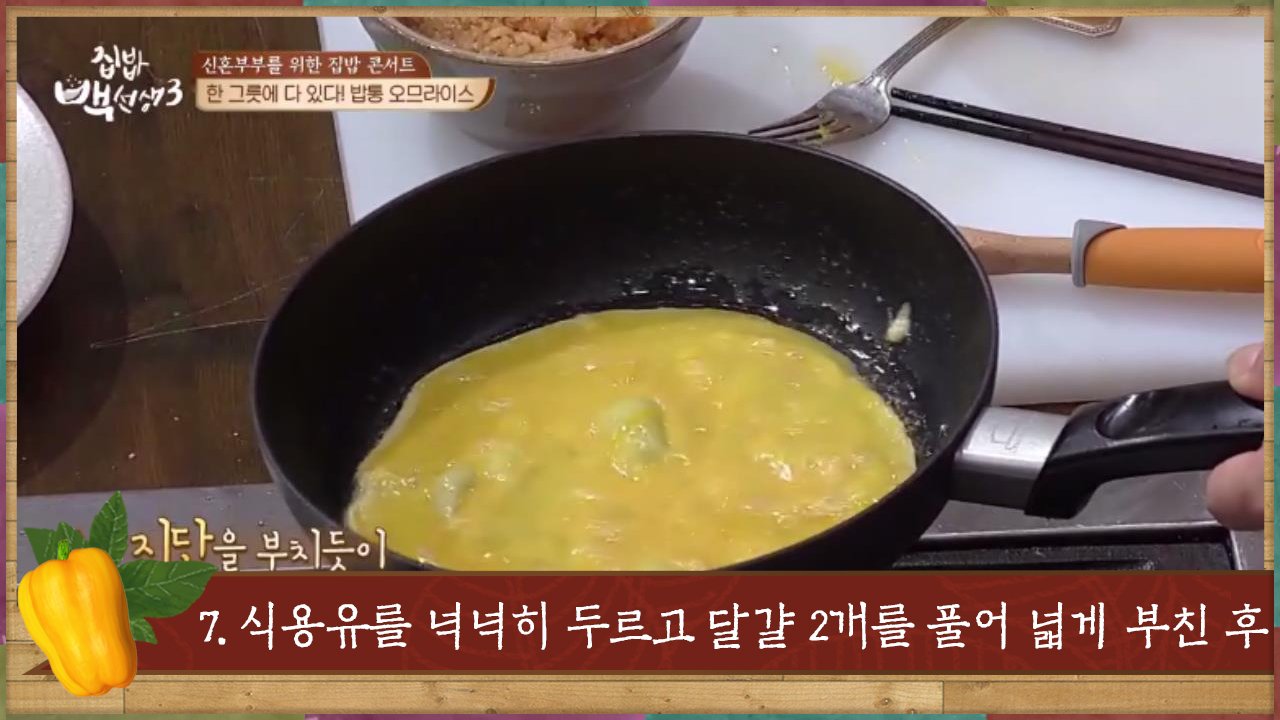 집밥
백선생3
신혼부부를 위한 집밥 콘서트
한 그릇에 다 있다! 밥통 오므라이스
지단을 부치듯이
7. 식용유를 넉넉히 두르고 달걀 2개를 풀어 넓게 부친 후